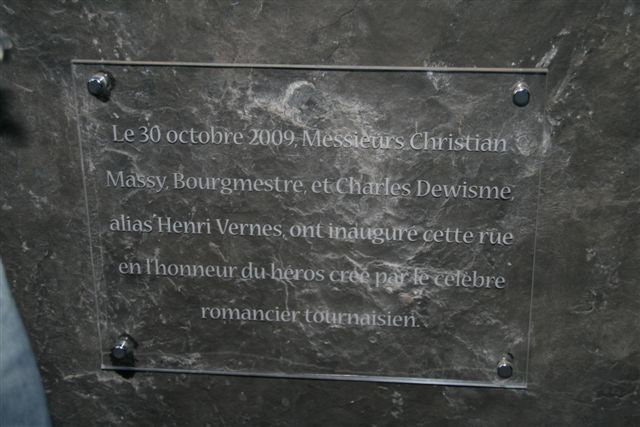 Le 30 octobre 2009, Messieurs Christian
Massy, Bourgmestre, et Charles Dewisme,
alias Henri Vernes, ont inauguré cette rue
en l'honneur du héros créé par le célèbre
romancier tournaisien.